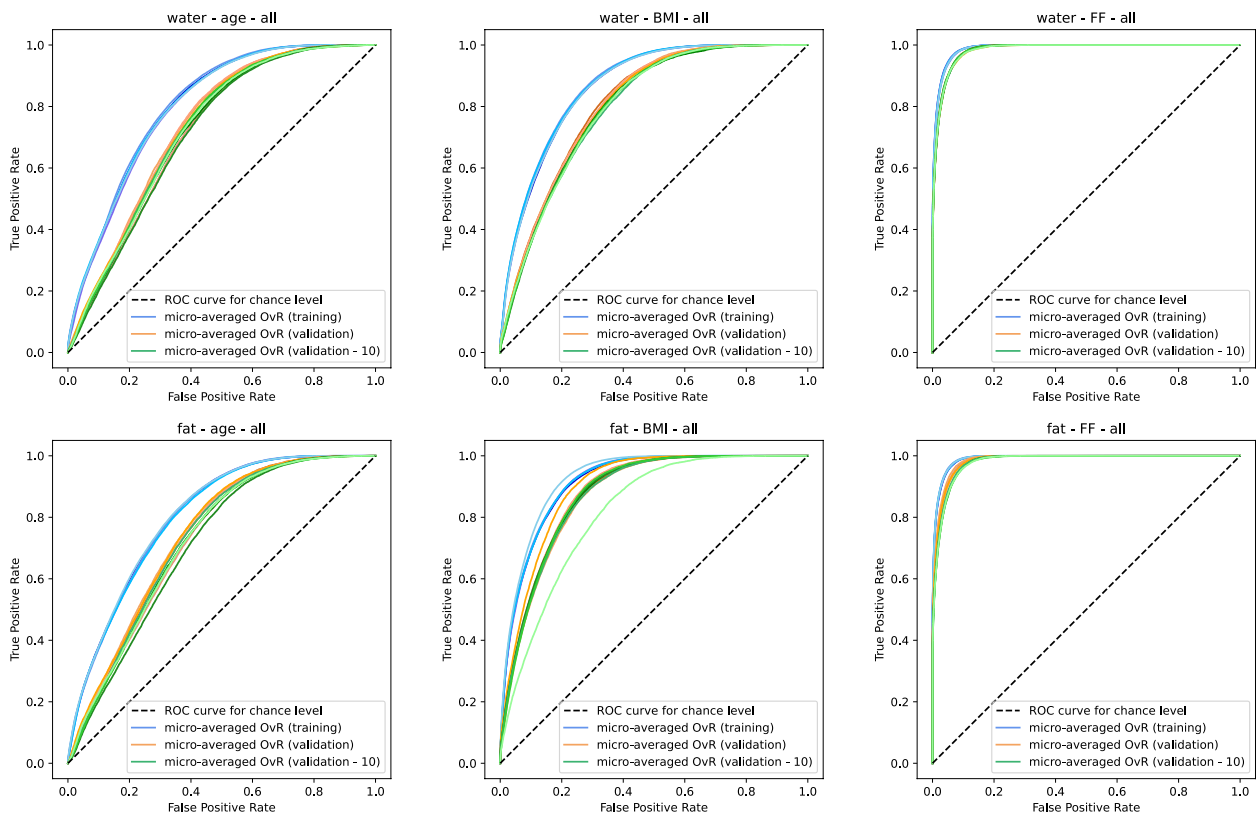 water - age - all
True Positive Rate
1.0
0.8
0.6
0.4
0.2
0.0
ROC curve for chance level
micro-averaged OvR (training)
micro-averaged OvR (validation)
micro-averaged OvR (validation - 10)
0.0 0.2 0.4 0.6 0.8 1.0
False Positive Rate
water - BMI - all
True Positive Rate
1.0
0.8
0.6
0.4
0.2
0.0
ROC curve for chance level
micro-averaged OvR (training)
micro-averaged OvR (validation)
micro-averaged OvR (validation - 10)
0.0 0.2 0.4 0.6 0.8 1.0
False Positive Rate
water - FF - all
True Positive Rate
1.0
0.8
0.6
0.4
0.2
0.0
ROC curve for chance level
micro-averaged OvR (training)
micro-averaged OvR (validation)
micro-averaged OvR (validation - 10)
0.0 0.2 0.4 0.6 0.8 1.0
False Positive Rate
fat - age - all
True Positive Rate
1.0
0.8
0.6
0.4
0.2
0.0
ROC curve for chance level
micro-averaged OvR (training)
micro-averaged OvR (validation)
micro-averaged OvR (validation - 10)
0.0 0.2 0.4 0.6 0.8 1.0
False Positive Rate
fat - BMI - all
True Positive Rate
1.0
0.8
0.6
0.4
0.2
0.0
ROC curve for chance level
micro-averaged OvR (training)
micro-averaged OvR (validation)
micro-averaged OvR (validation - 10)
0.0 0.2 0.4 0.6 0.8 1.0
False Positive Rate
fat - FF - all
True Positive Rate
1.0
0.8
0.6
0.4
0.2
0.0
ROC curve for chance level
micro-averaged OvR (training)
micro-averaged OvR (validation)
micro-averaged OvR (validation - 10)
0.0 0.2 0.4 0.6 0.8 1.0
False Positive Rate